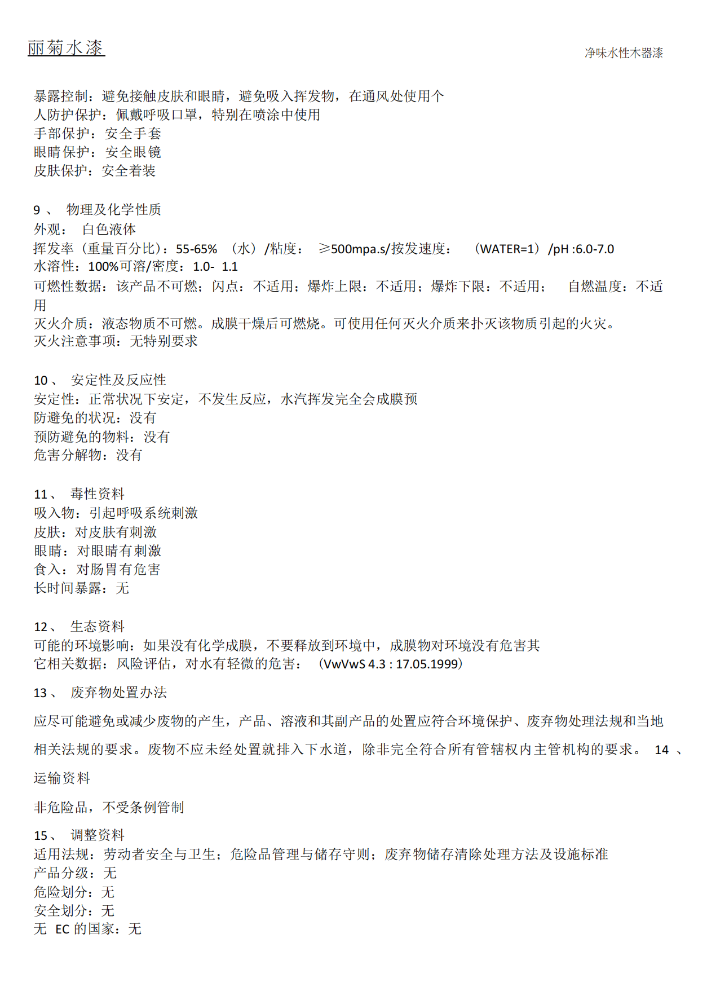 丽菊水漆
净味水性木器漆
暴露控制：避免接触皮肤和眼睛，避免吸入挥发物，在通风处使用个
人防护保护：佩戴呼吸口罩，特别在喷涂中使用
手部保护：安全手套
眼睛保护：安全眼镜
皮肤保护：安全着装
9 、 物理及化学性质
外观： 白色液体
挥发率（重量百分比）：55-65% （水）/粘度： ≥500mpa.s/按发速度： （WATER=1）/pH :6.0-7.0
水溶性：100%可溶/密度：1.0- 1.1
可燃性数据：该产品不可燃；闪点：不适用；爆炸上限：不适用；爆炸下限：不适用； 自燃温度：不适
用
灭火介质：液态物质不可燃。成膜干燥后可燃烧。可使用任何灭火介质来扑灭该物质引起的火灾。
灭火注意事项：无特别要求
10 、 安定性及反应性
安定性：正常状况下安定，不发生反应，水汽挥发完全会成膜预
防避免的状况：没有
预防避免的物料：没有
危害分解物：没有
11 、 毒性资料
吸入物：引起呼吸系统刺激
皮肤：对皮肤有刺激
眼睛：对眼睛有刺激
食入：对肠胃有危害
长时间暴露：无
12 、 生态资料
可能的环境影响：如果没有化学成膜，不要释放到环境中，成膜物对环境没有危害其
它相关数据：风险评估，对水有轻微的危害： （VwVwS 4.3 : 17.05.1999）
13 、 废弃物处置办法
应尽可能避免或减少废物的产生，产品、溶液和其副产品的处置应符合环境保护、废弃物处理法规和当地
相关法规的要求。废物不应未经处置就排入下水道，除非完全符合所有管辖权内主管机构的要求。 14 、
运输资料
非危险品，不受条例管制
15 、 调整资料
适用法规：劳动者安全与卫生；危险品管理与储存守则；废弃物储存清除处理方法及设施标准
产品分级：无
危险划分：无
安全划分：无
无 EC 的国家：无